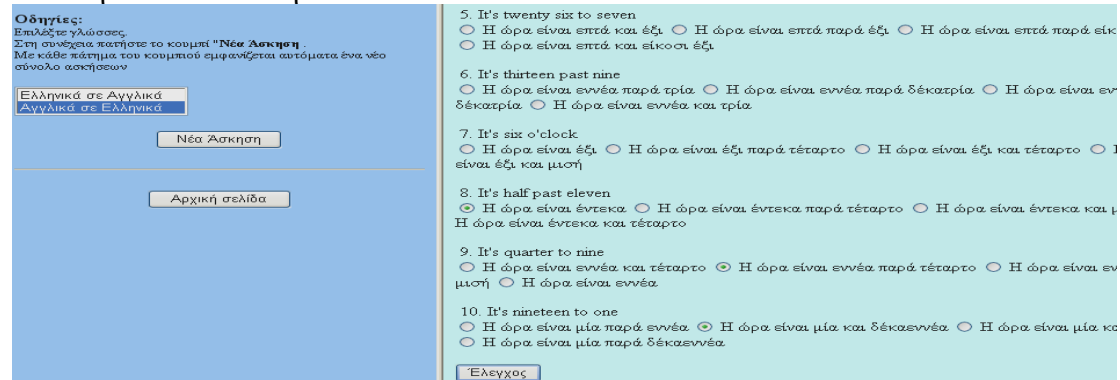 Οδηγίες:
Επιλέξτε γλώσσες,
Στη συνέχεια πατήστε το κουμπί "Νέα Άσκηση .
Με κάθε πάτημα του κουμπιού εμφανίζεται αυτόματα ένα νέο
σύνολο ασκήσεων
Ελληνικά σε Αγγλικά
Αγγλικά σε Ελληνικά
Νέα Άσκηση
Αρχική σελίδα
5. It's twenty six to seven
Η ώρα είναι επτά και έξι Η ώρα είναι επτά παρά έξι Η ώρα είναι επτά παρά είκ
Η ώρα είναι επτά και είκοσι έξι
6. It's thirteen past nine
Η ώρα είναι εννέα παρά τρία Η ώρα είναι εννέα παρά δέκατρία Η ώρα είναι εν
δέκατρία Η ώρα είναι εννέα και τρία
7. It's six o'clock
Η ώρα είναι έξι Η ώρα είναι έξι παρά τέταρτο Η ώρα είναι έξι και τέταρτο
είναι έξι και μισή
8. It's half past eleven
Η ώρα είναι έντεκα Η ώρα είναι έντεκα παρά τέταρτο Η ώρα είναι έντεκα και μ
Η ώρα είναι έντεκα και τέταρτο
9. It's quarter to nine
Η ώρα είναι εννέα και τέταρτο Η ώρα είναι εννέα παρά τέταρτο Η ώρα είναι εν
μισή Η ώρα είναι εννέα
10. It's nineteen to one
Η ώρα είναι μία παρά εννέα Η ώρα είναι μία και δέκαεννέα Η ώρα είναι μία κα
Η ώρα είναι μία παρά δέκαεννέα
Έλεγχος